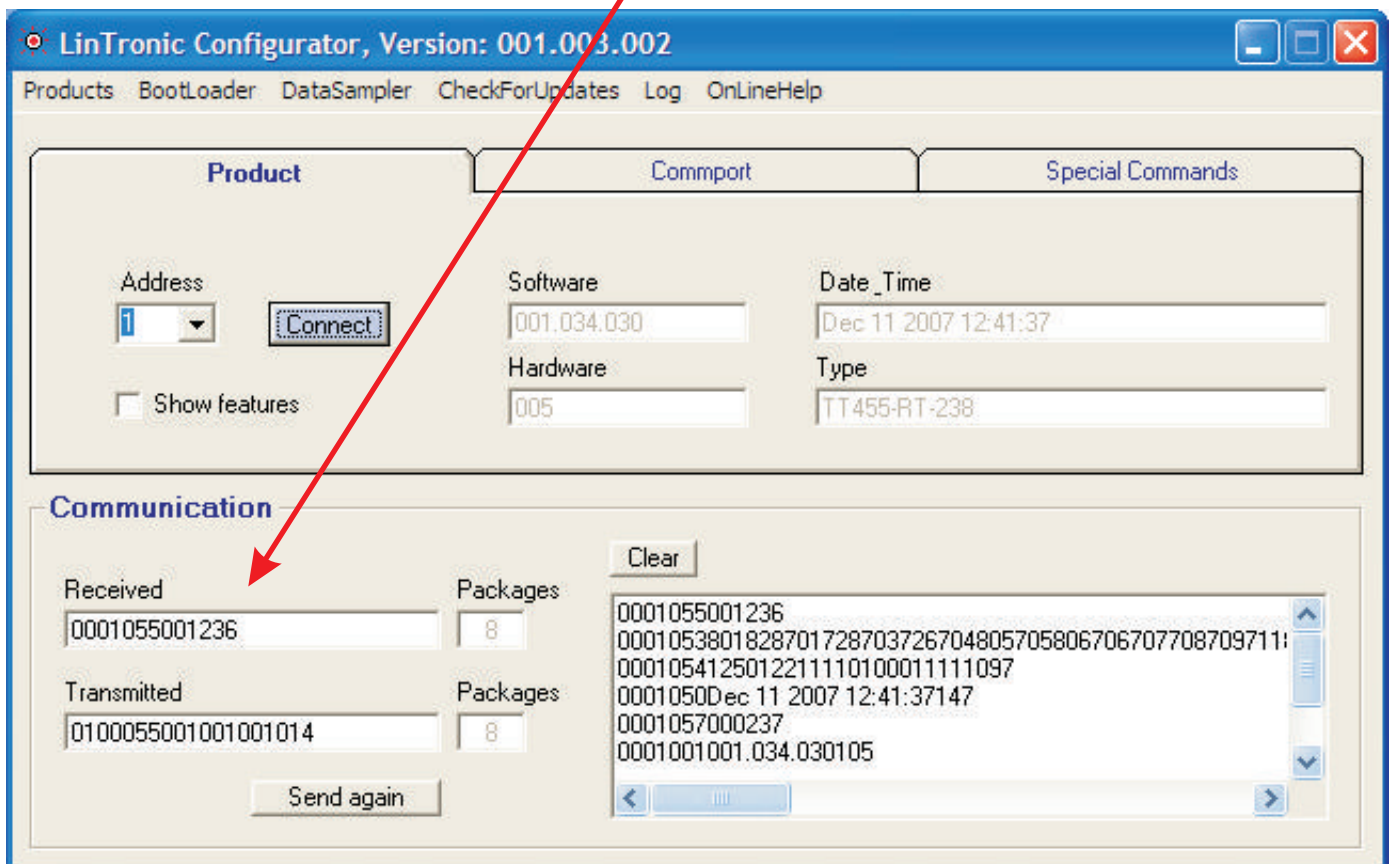 LinTronic Configurator, Version: 001.003.002
Products BootLoader DataSampler CheckForUpdates Log OnLineHelp
Product Commport Special Commands
Address Software Date_Time
1 Connect 001.034.030 Dec 11 2007 12:41:37
Hardware Type
Show features 005 TT455-RT-238
Communication
Clear
Received Packages
0001055001236 8
Transmitted Packages
0100055001001001014 8
Send again
0001055001236
0001053801828701728703726704805705806706707708709711
0001054125012211110100011111097
0001050Dec 11 2007 12:41:37147
0001057000237
0001001001.034.030105